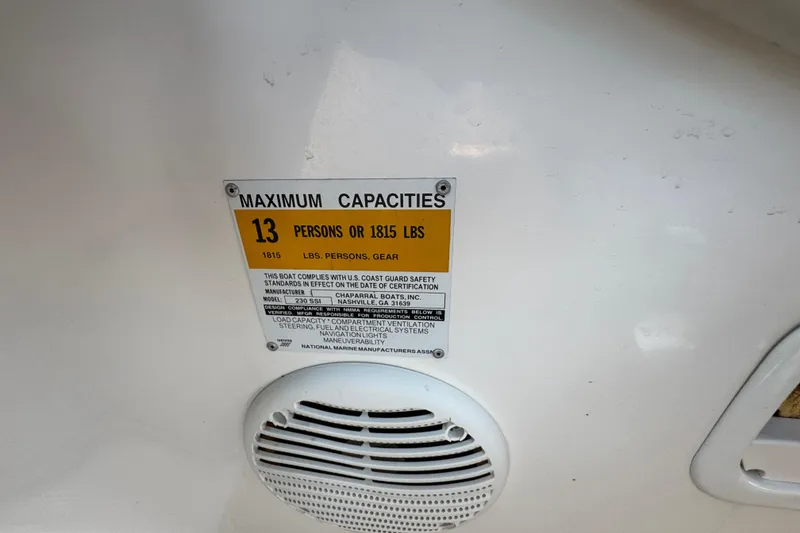 MAXIMUM CAPACITIES
13 PERSONS OR 1815 LBS
1815 LBS. PERSONS, GEAR
THIS BOAT COMPLIES WITH U.S. COAST GUARD SAFETY
STANDARDS IN EFFECT ON THE DATE OF CERTIFICATION
MANUFACTURER: CHAPARRAL BOATS, INC.
MODEL: 230 SSI NASHVILLE, GA 31639
DESIGN COMPLIANCE WITH NMMA REQUIREMENTS BELOW IS
VERIFIED. MFGR RESPONSIBLE FOR PRODUCTION CONTROL
LOAD CAPACITY * COMPARTMENT VENTILATION
STEERING, FUEL AND ELECTRICAL SYSTEMS
NAVIGATION LIGHTS
MANEUVERABILITY
NATIONAL MARINE MANUFACTURERS ASSN